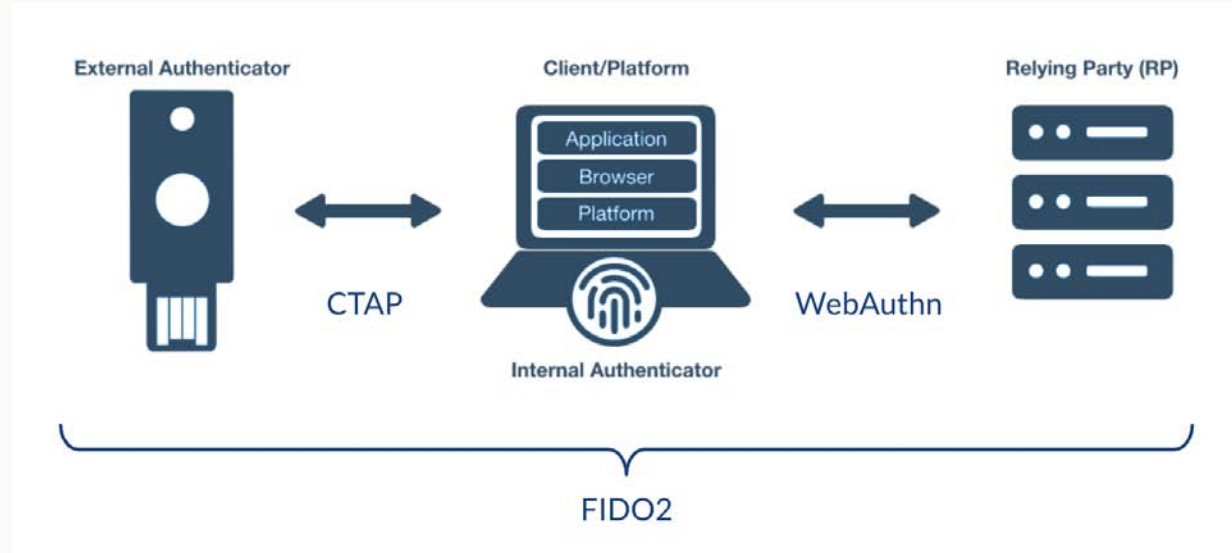 External Authenticator
Client/Platform
Relying Party (RP)
Application
Browser
Platform
CTAP
WebAuthn
Internal Authenticator
FIDO2